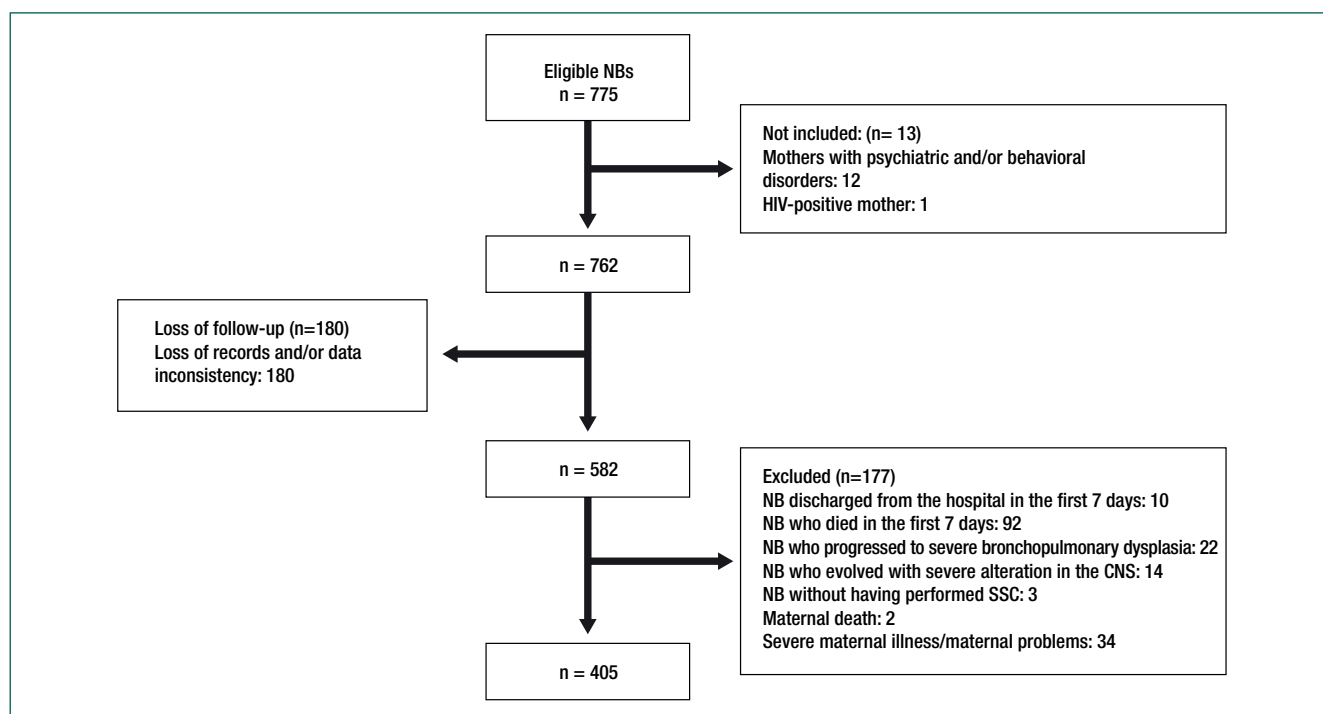 Eligible NBs
n = 775
Not included: (n= 13)
Mothers with psychiatric and/or behavioral
disorders: 12
HIV-positive mother: 1
n = 762
Loss of follow-up (n=180)
Loss of records and/or data
inconsistency: 180
n = 582
Excluded (n=177)
NB discharged from the hospital in the first 7 days: 10
NB who died in the first 7 days: 92
NB who progressed to severe bronchopulmonary dysplasia: 22
NB who evolved with severe alteration in the CNS: 14
NB without having performed SSC: 3
Maternal death: 2
Severe maternal illness/maternal problems: 34
n = 405